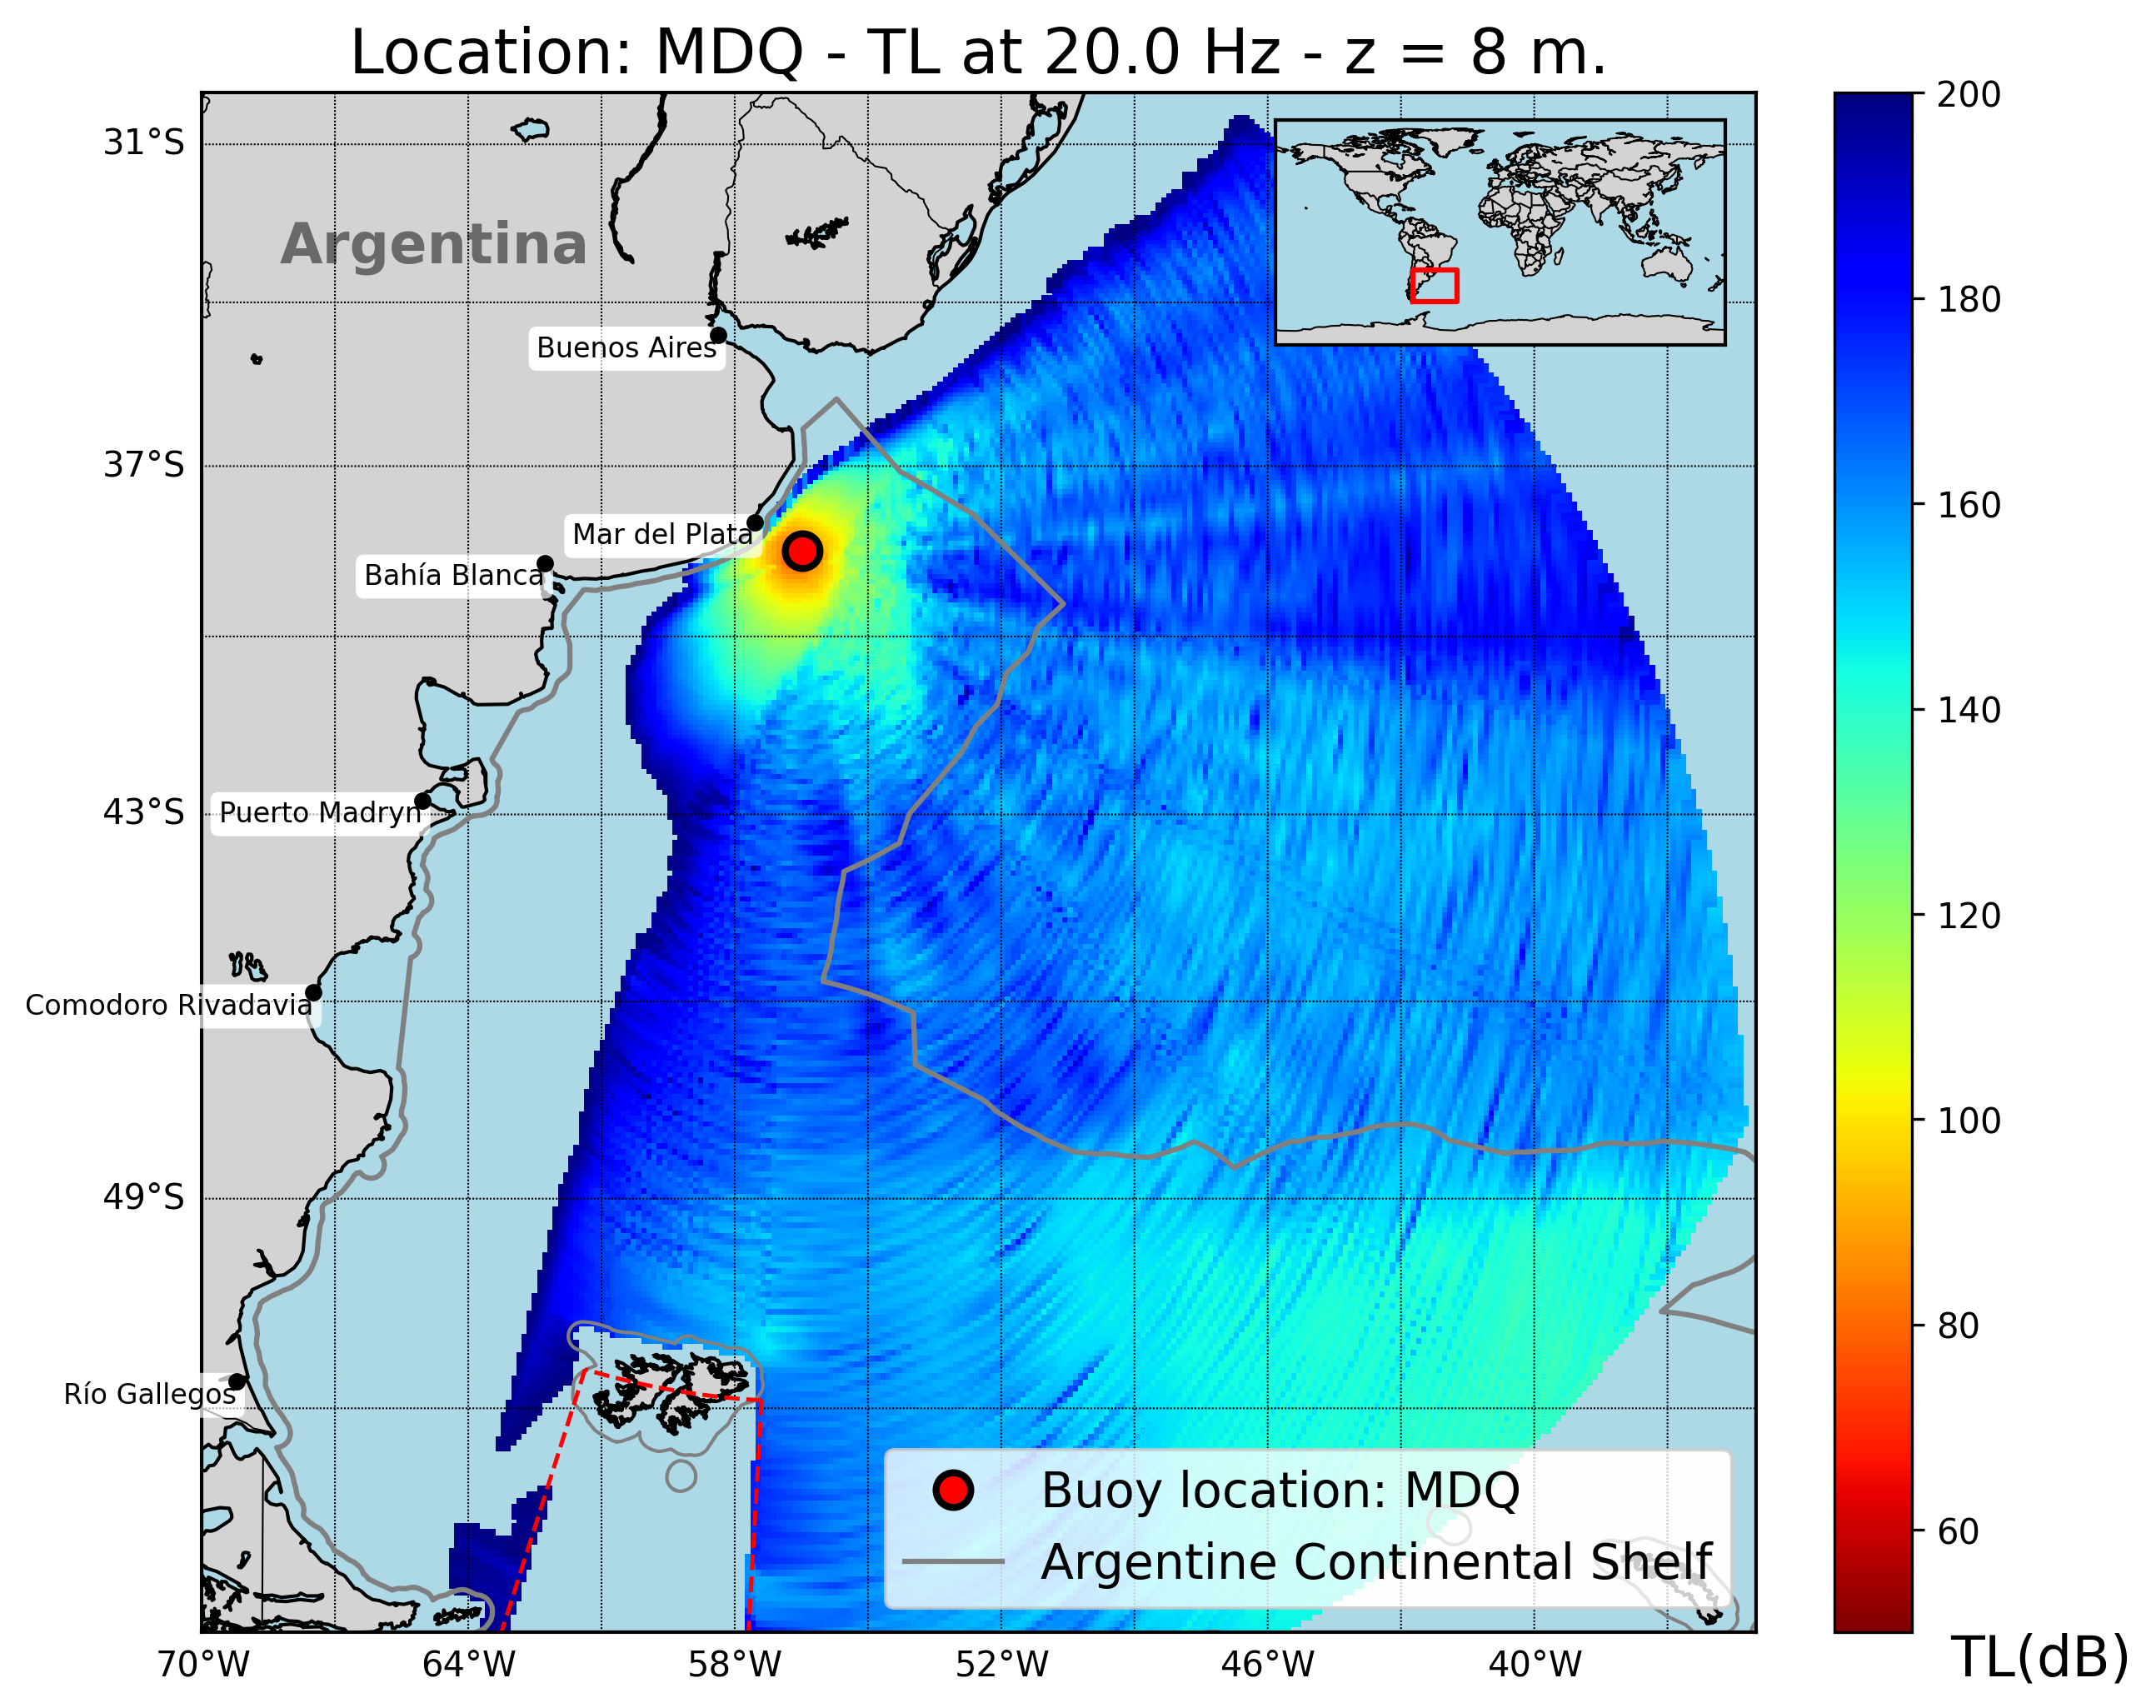 Location: MDQ - TL at 20.0 Hz - z = 8 m.
31°S
37°S
43°S
49°S
Argentina
Buenos Aires
Mar del Plata
Bahía Blanca
Puerto Madryn
Comodoro Rivadavia
Río Gallegos
Buoy location: MDQ
Argentine Continental Shelf
70°W
64°W
58°W
52°W
46°W
40°W
200
180
160
140
120
100
80
60
TL(dB)